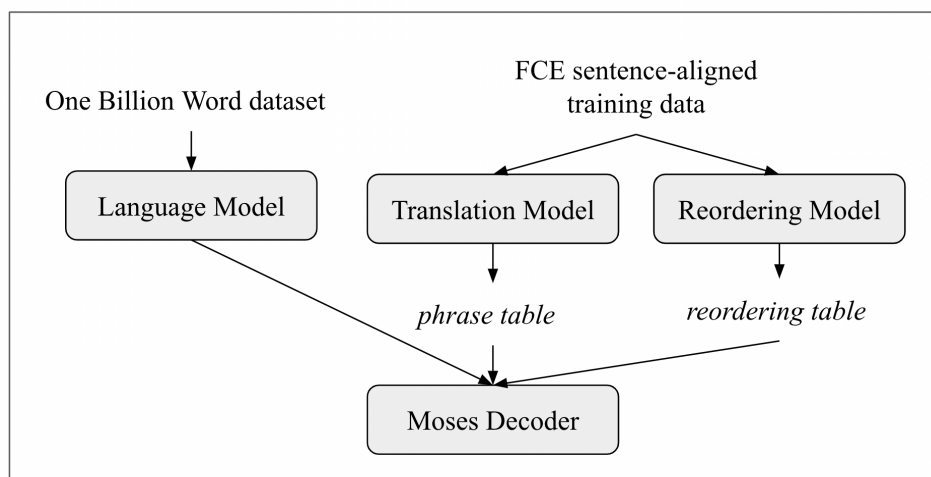 One Billion Word dataset
FCE sentence-aligned
training data
Language Model
Translation Model
Reordering Model
phrase table
reordering table
Moses Decoder